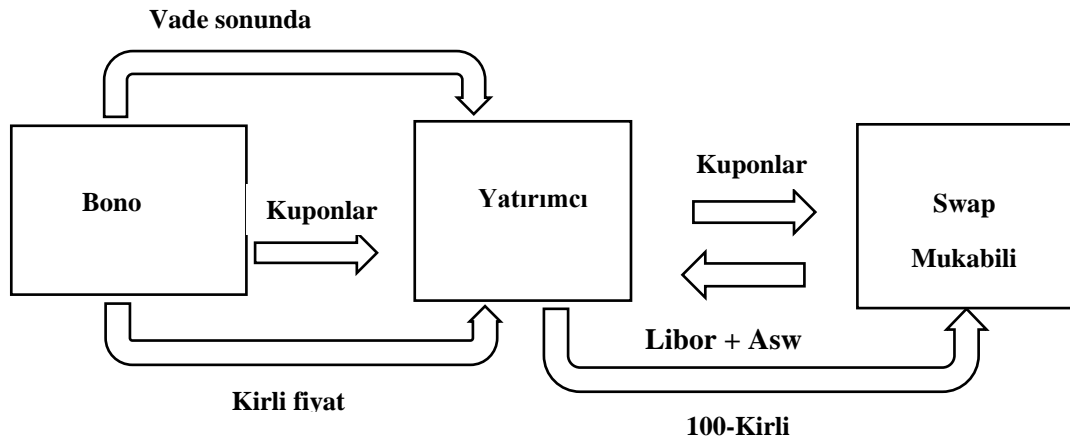 Vade sonunda
Bono
Kuponlar
Yatırımcı
Kuponlar
Swap
Mukabili
Libor + Asw
Kirli fiyat
100-Kirli